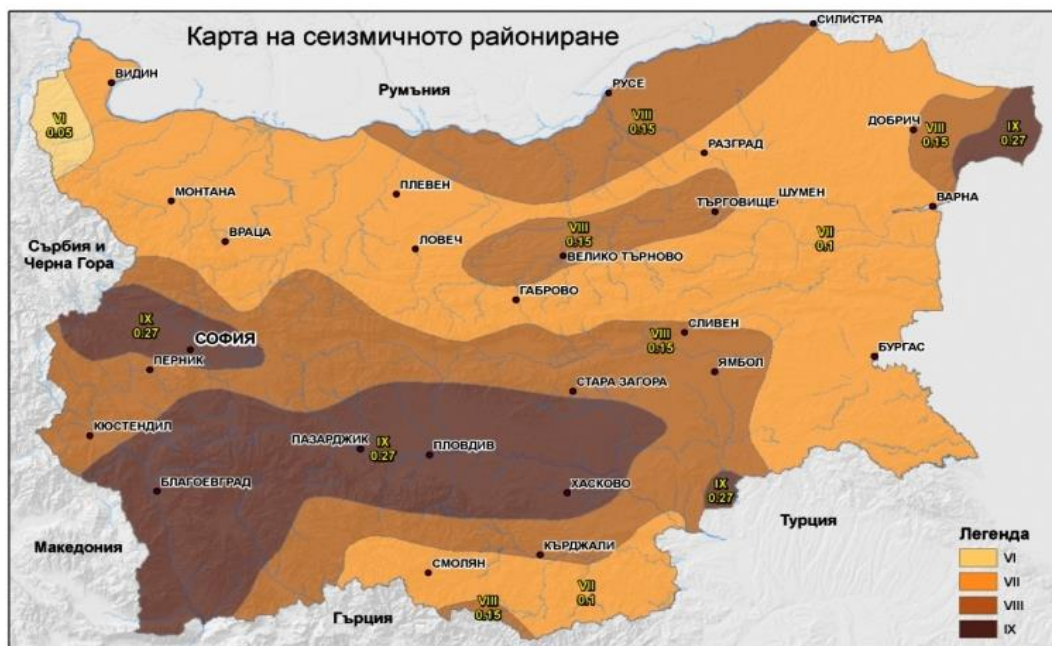 Карта на сеизмичното райониране
СИЛИСТРА
ВИДИН
Румъния
РУСЕ
VI
0.05
VIII
0.15
ДОБРИЧ
VIII
0.15
IX
0.27
РАЗГРАД
МОНТАНА
ПЛЕВЕН
ШУМЕН
ТЪРГОВИЩЕ
ВАРНА
ВРАЦА
ЛОВЕЧ
VIII
0.15
ВЕЛИКО ТЪРНОВО
VII
0.1
Сърбия и
Черна Гора
ГАБРОВО
IX
0.27
СОФИЯ
VIII
0.15
СЛИВЕН
БУРГАС
ПЕРНИК
ЯМБОЛ
СТАРА ЗАГОРА
КЮСТЕНДИЛ
ПАЗАРДЖИК
IX
0.27
ПЛОВДИВ
БЛАГОЕВГРАД
ХАСКОВО
IX
0.27
Турция
Македония
КЪРДЖАЛИ
СМОЛЯН
VII
0.1
VIII
0.15
Гърция
Легенда
VI
VII
VIII
IX